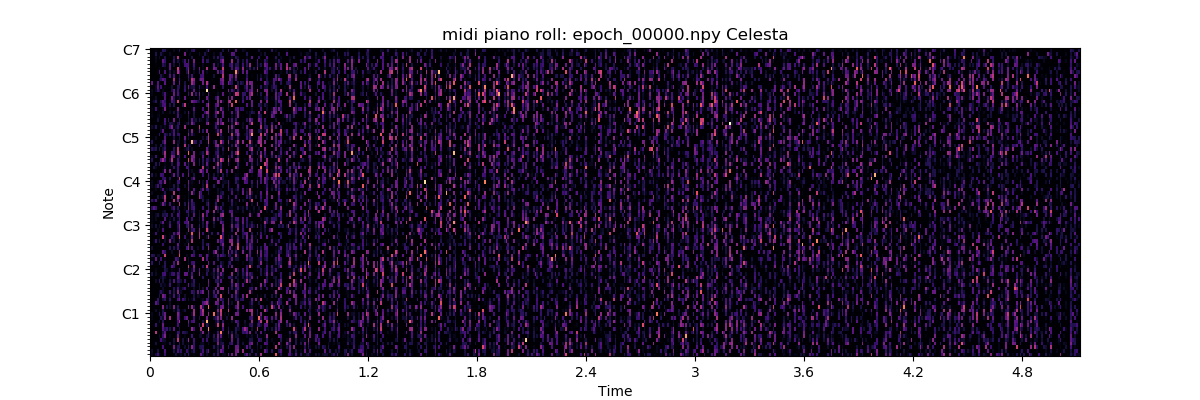 midi piano roll: epoch_00000.npy Celesta
C7
C6
C5
C4
C3
C2
C1
Note
0 0.6 1.2 1.8 2.4 3 3.6 4.2 4.8
Time